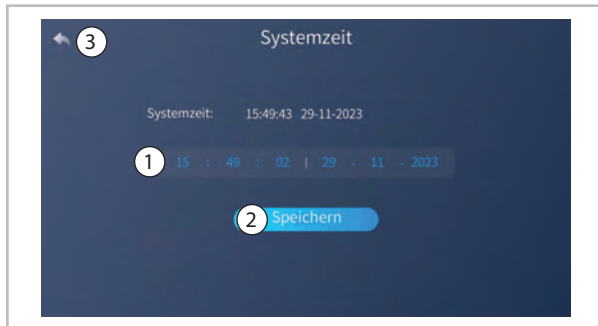 3 Systemzeit
Systemzeit: 15:49:43 29-11-2023
1 15 : 49 : 02 | 29 - 11 - 2023
2 Speichern